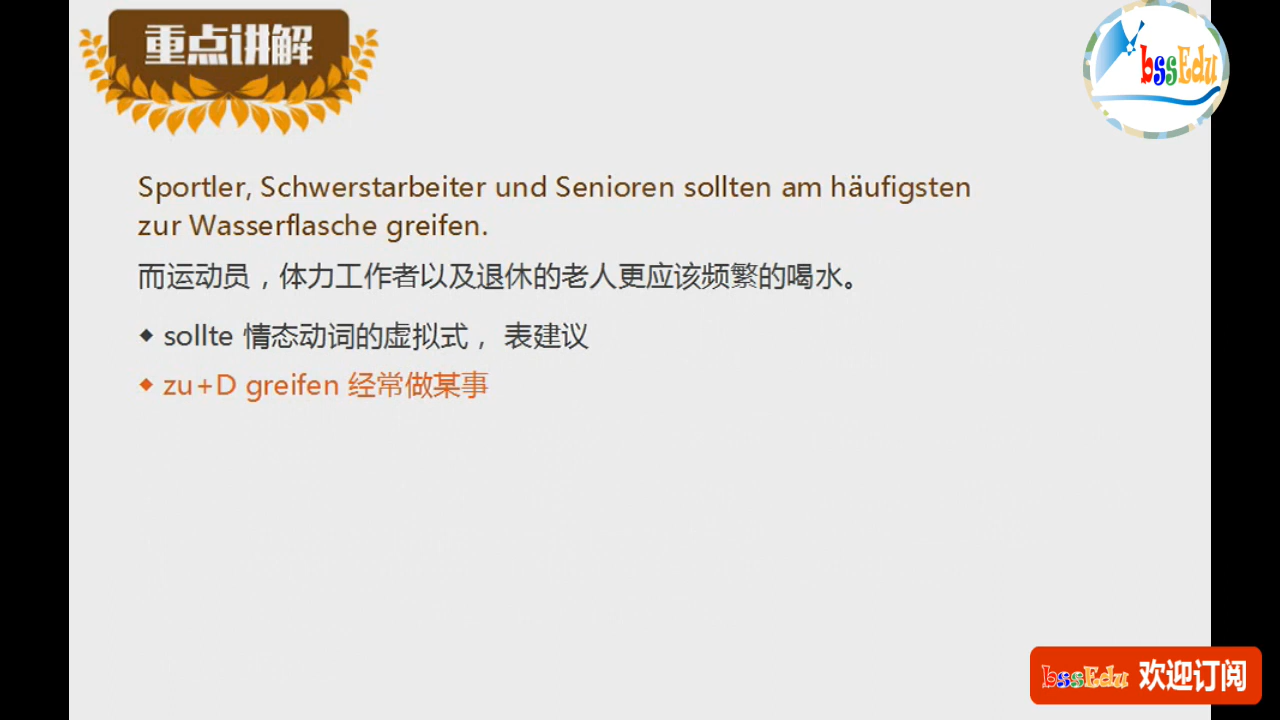 重点讲解
bssEdu
Sportler, Schwerstarbeiter und Senioren sollten am häufigsten
zur Wasserflasche greifen.
而运动员，体力工作者以及退休的老人更应该频繁的喝水。
◆ sollte 情态动词的虚拟式， 表建议
◆ zu+D greifen 经常做某事
bssEdu 欢迎订阅